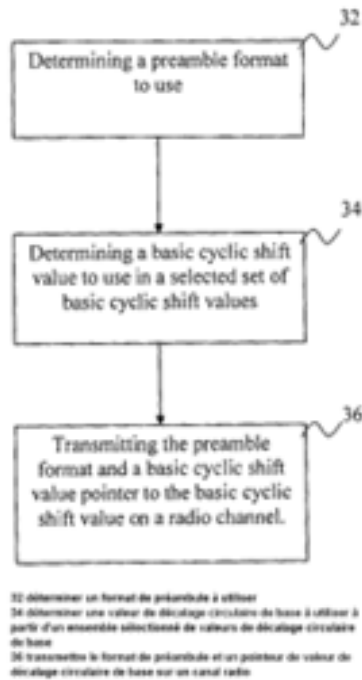 32
Determining a preamble format
to use
34
Determining a basic cyclic shift
value to use in a selected set of
basic cyclic shift values
36
Transmitting the preamble
format and a basic cyclic shift
value pointer to the basic cyclic
shift value on a radio channel.
32 déterminer un format de préambule à utiliser
34 déterminer une valeur de décalage circulaire de base à utiliser à
partir d'un ensemble sélectionné de valeurs de décalage circulaire
de base
36 transmettre le format de préambule et un pointeur de valeur de
décalage circulaire de base sur un canal radio